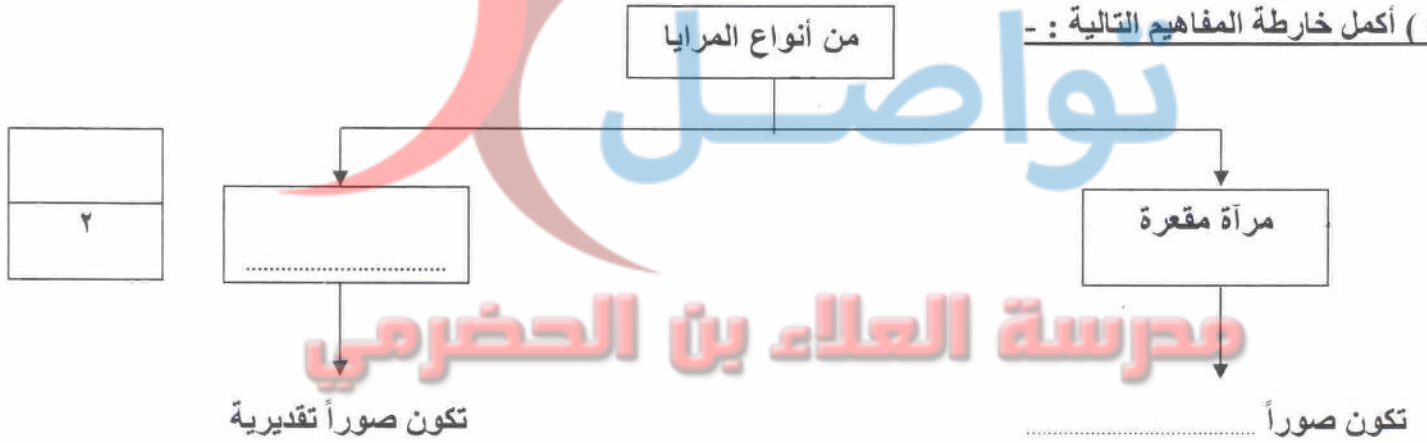 ) أكمل خارطة المفاهيم التالية : -
من أنواع المرايا
تواصل
مرآة مقعرة
..............................
٢
مدرسة العلاء بن الحضرمي
تكون صوراً ..............................
تكون صوراً تقديرية